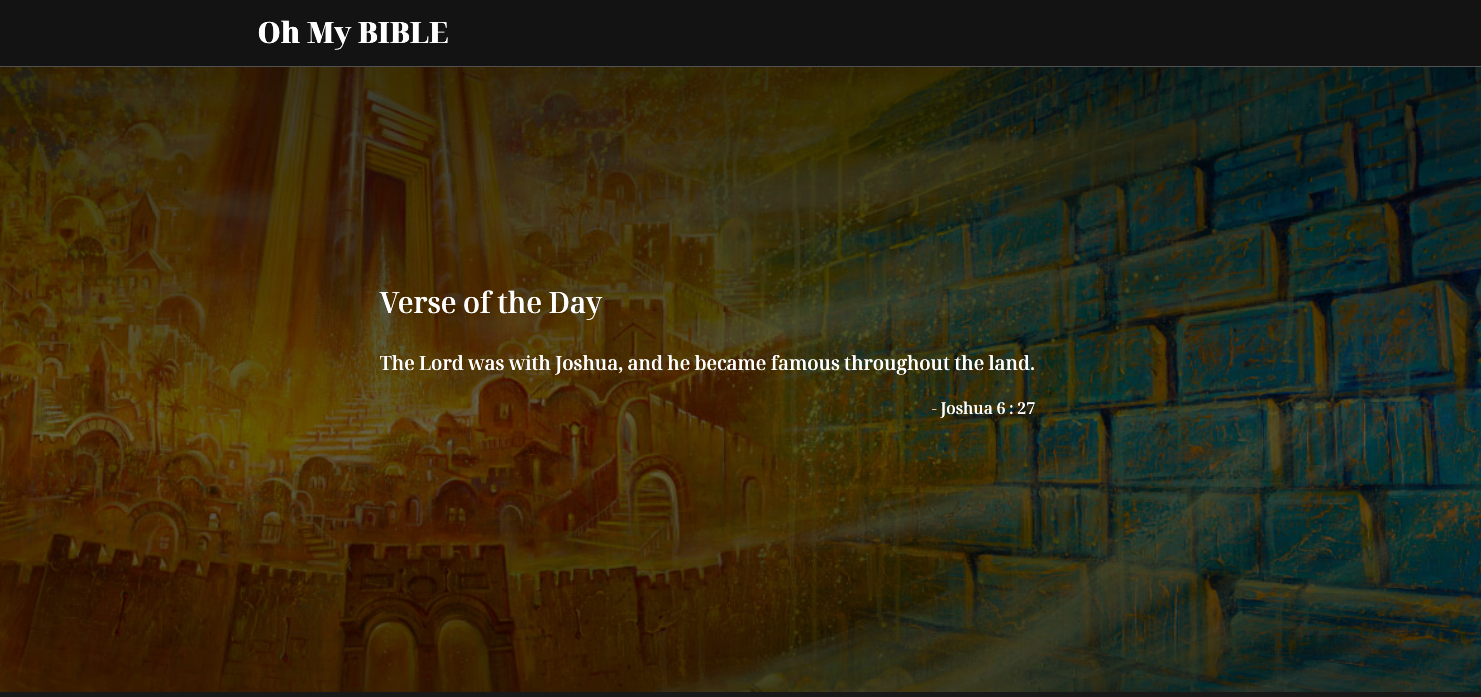 Oh My BIBLE
Verse of the Day
The Lord was with Joshua, and he became famous throughout the land.
- Joshua 6 : 27